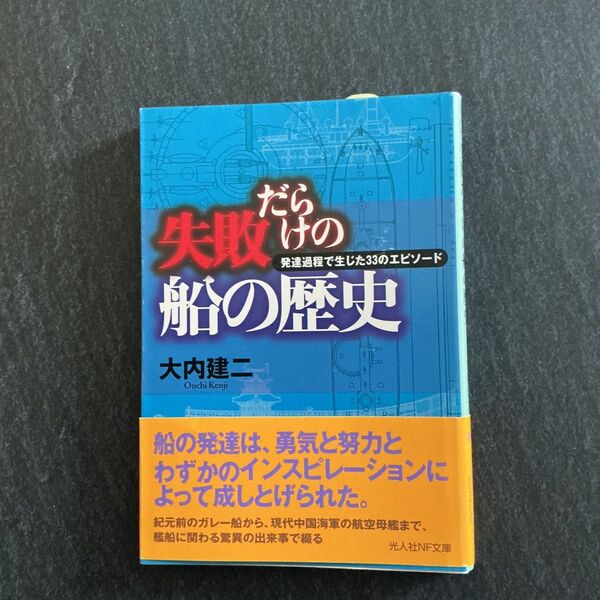 失敗だらけの
発達過程で生じた33のエピソード
船の歴史
大内建二
Ouchi Kenji
船の発達は、勇気と努力と
わずかのインスピレーションに
よって成しとげられた。
紀元前のガレー船から、現代中国海軍の航空母艦まで、
艦船に関わる驚異の出来事で綴る
光人社NF文庫